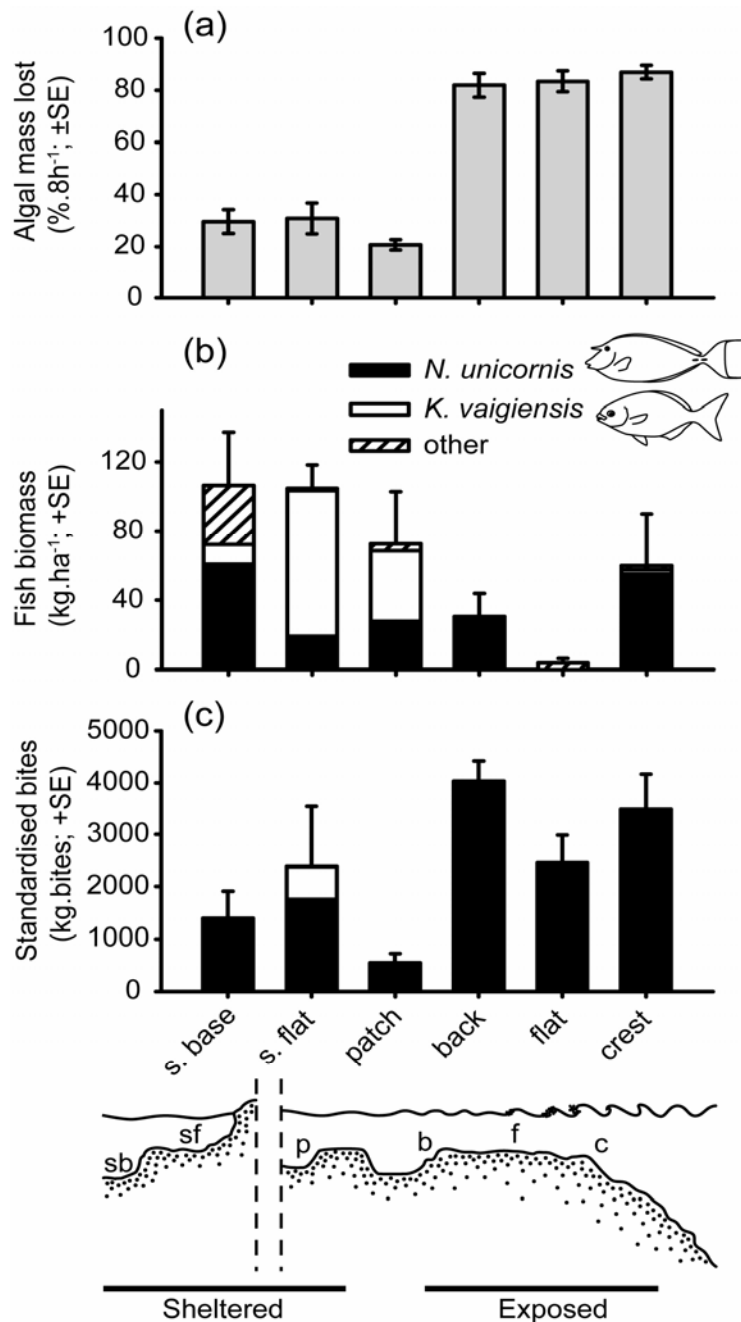 (a)
Algal mass lost
(%.8h⁻¹; ±SE)
100
80
60
40
20
0
(b)
N. unicornis
K. vaigiensis
other
Fish biomass
(kg.ha⁻¹; +SE)
120
80
40
0
(c)
Standardised bites
(kg.bites; +SE)
5000
4000
3000
2000
1000
0
s. base
s. flat
patch
back
flat
crest
sb
sf
p
b
f
c
Sheltered
Exposed